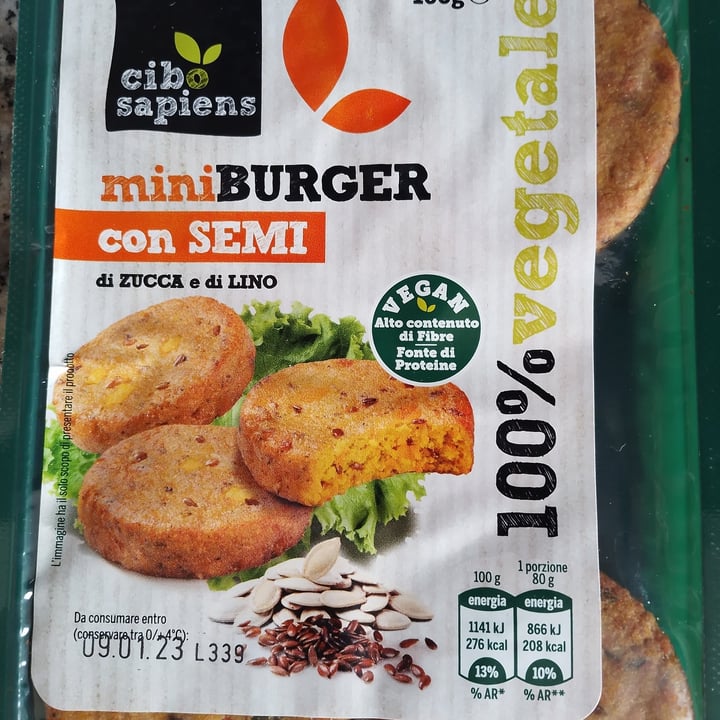 cibo
sapiens
miniBURGER
con SEMI
di ZUCCA e di LINO
VEGAN
Alto contenuto
di Fibre
Fonte di
Proteine
100% vegetale
L'immagine ha il solo scopo di presentare il prodotto
Da consumare entro
(conservare tra 0/+4°C):
09.01.23 L339
100 g
energia
1141 kJ
276 kcal
13%
% AR*
1 porzione
80 g
energia
866 kJ
208 kcal
10%
% AR**